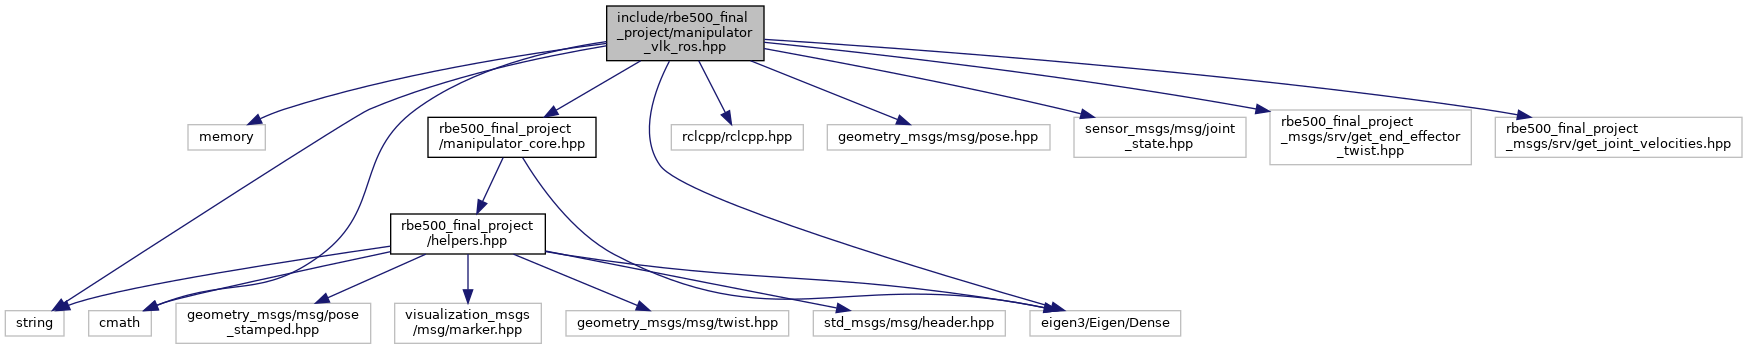 include/rbe500_final
_project/manipulator
_vlk_ros.hpp
memory
rbe500_final_project
/manipulator_core.hpp
rclcpp/rclcpp.hpp
geometry_msgs/msg/pose.hpp
sensor_msgs/msg/joint
_state.hpp
rbe500_final_project
_msgs/srv/get_end_effector
_twist.hpp
rbe500_final_project
_msgs/srv/get_joint_velocities.hpp
rbe500_final_project
/helpers.hpp
string
cmath
geometry_msgs/msg/pose
_stamped.hpp
visualization_msgs
/msg/marker.hpp
geometry_msgs/msg/twist.hpp
std_msgs/msg/header.hpp
eigen3/Eigen/Dense